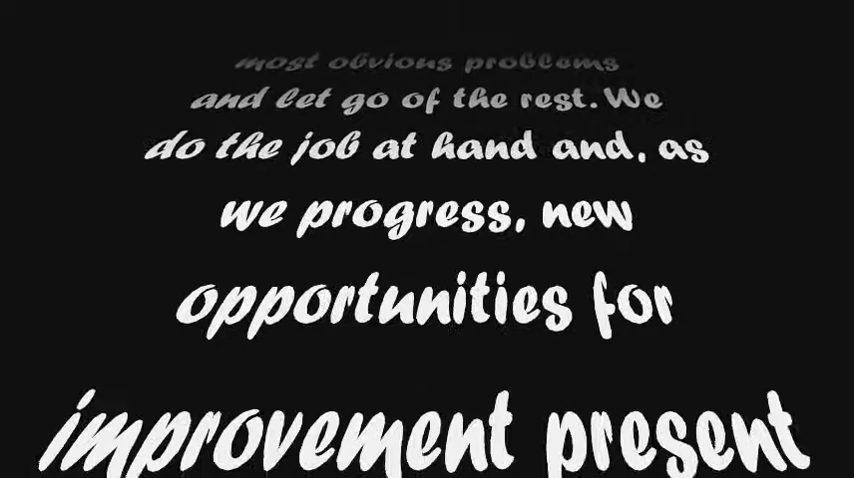 most obvious problems
and let go of the rest. We
do the job at hand and, as
we progress, new
opportunities for
improvement present